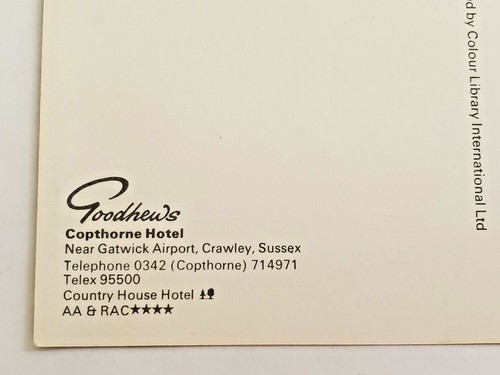 Goodhews
Copthorne Hotel
Near Gatwick Airport, Crawley, Sussex
Telephone 0342 (Copthorne) 714971
Telex 95500
Country House Hotel
AA & RAC★★★★
by Colour Library International Ltd